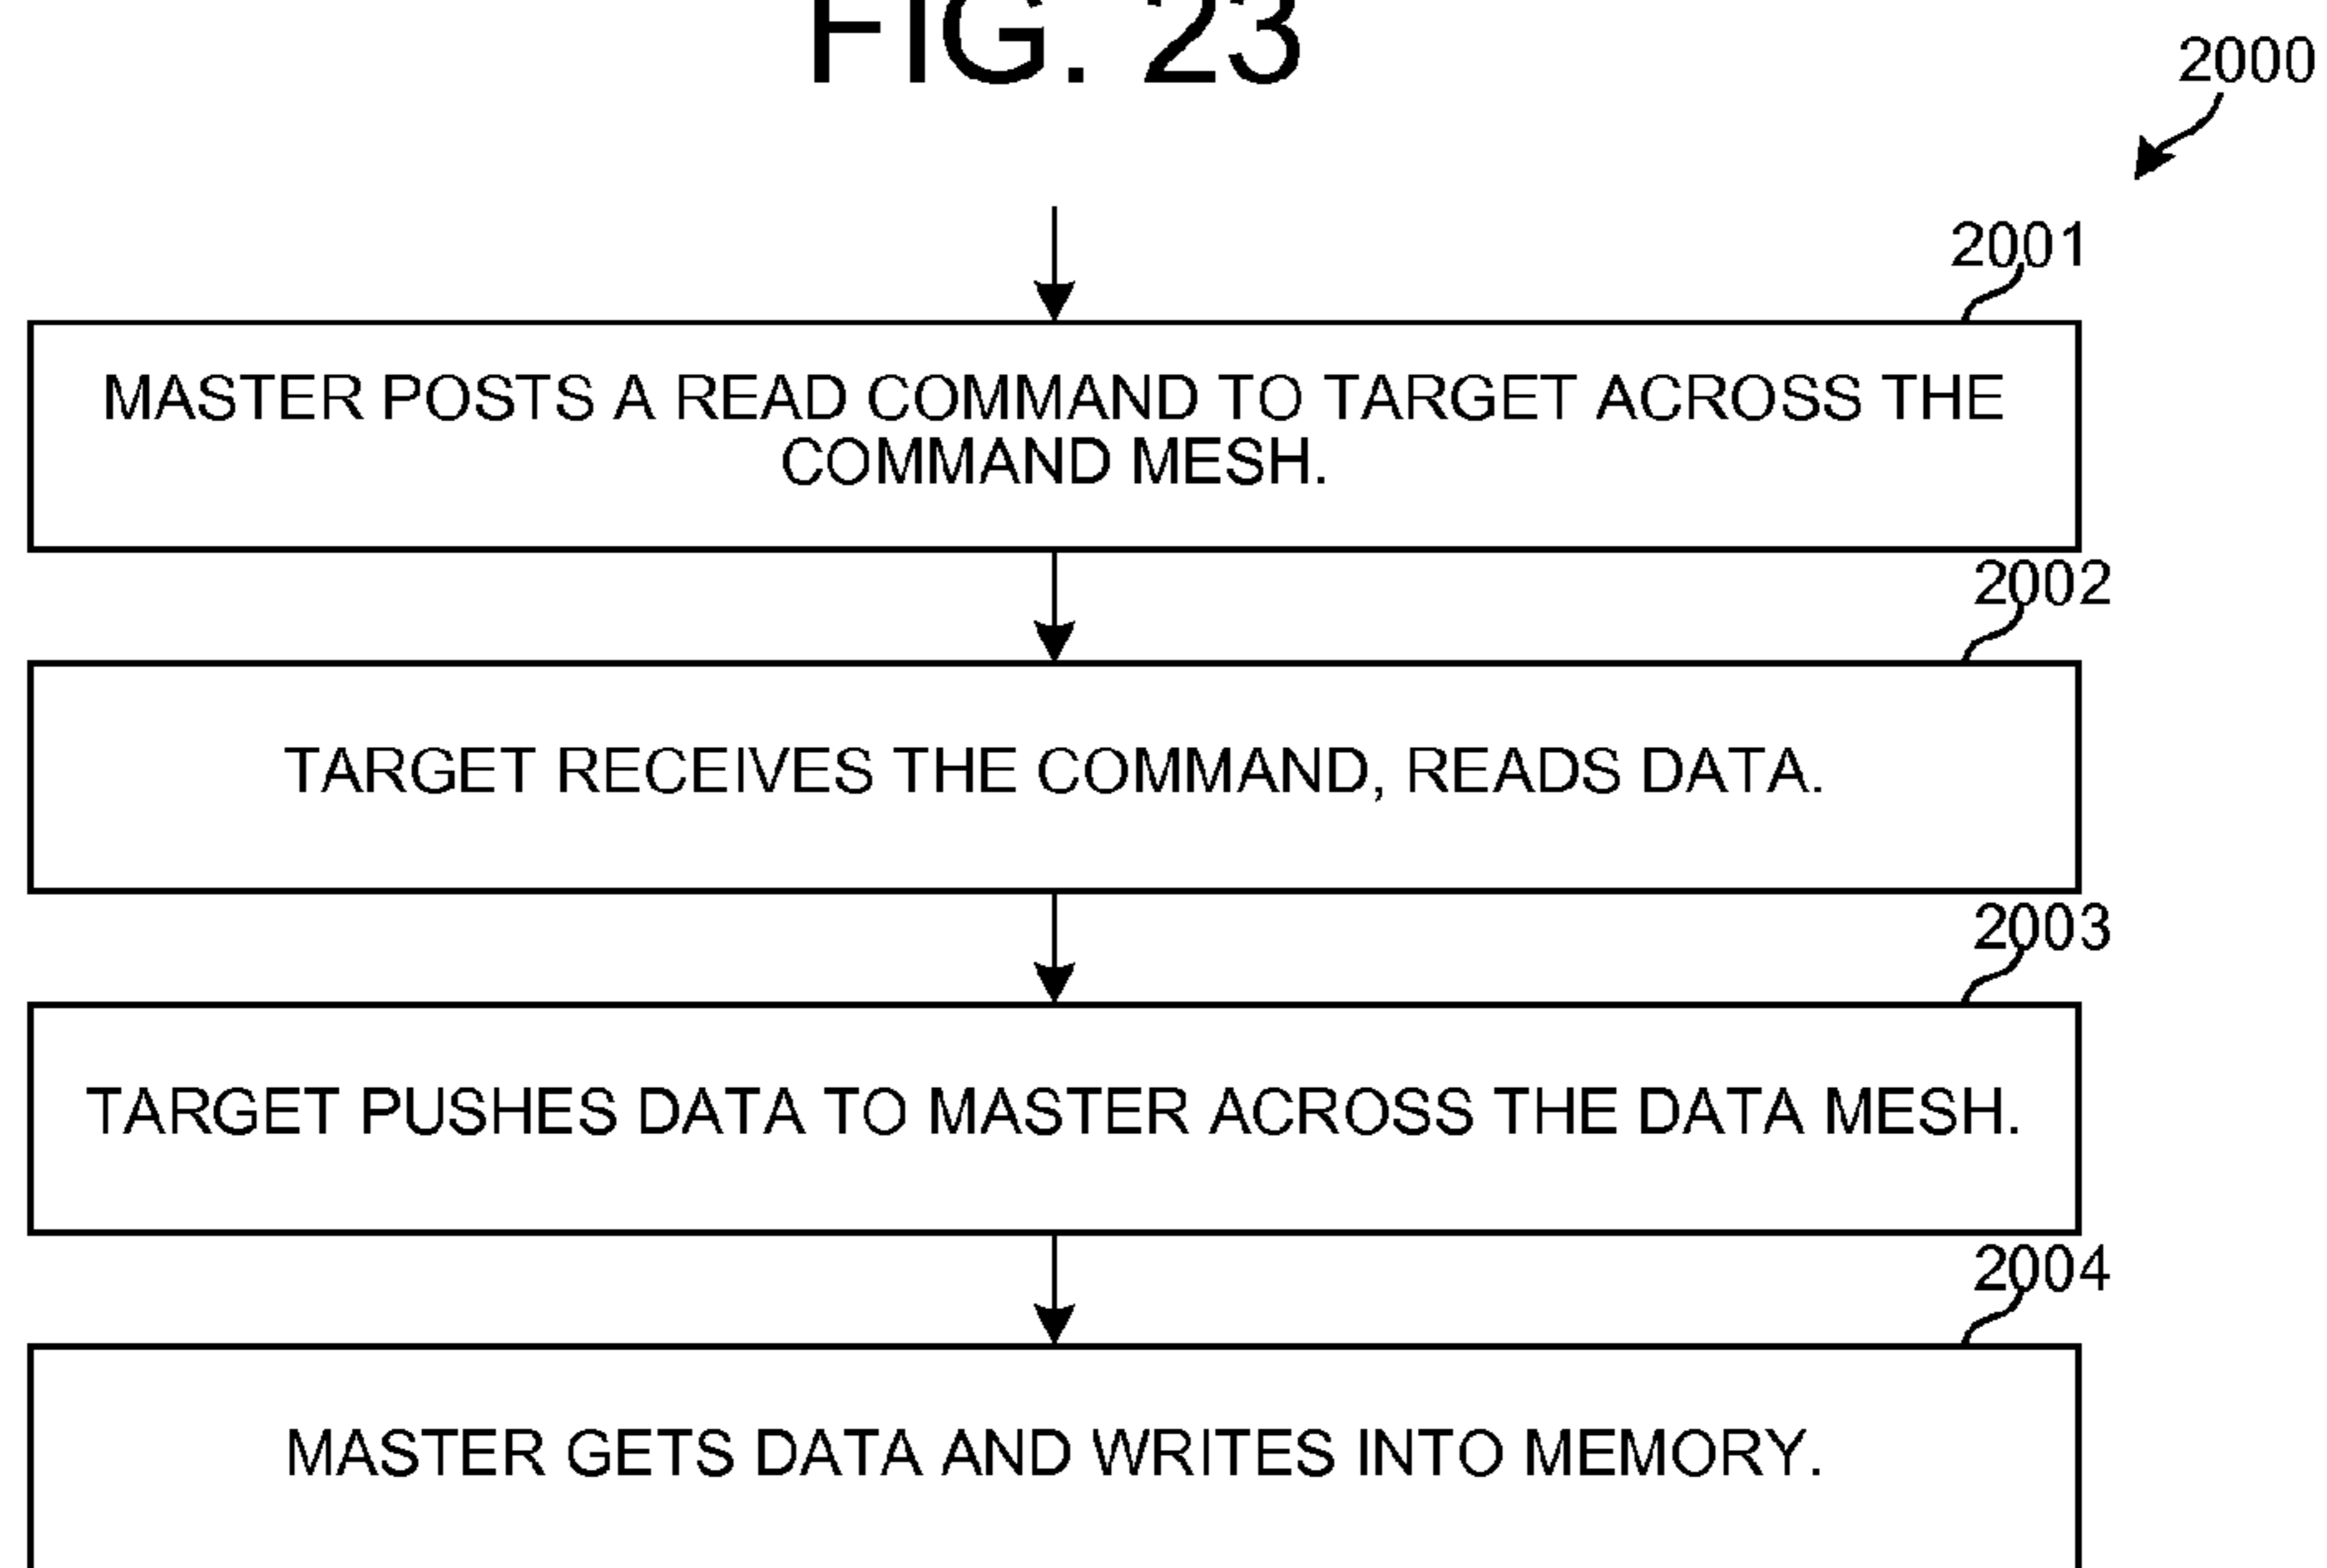 FIG. 23
2000
2001
MASTER POSTS A READ COMMAND TO TARGET ACROSS THE
COMMAND MESH.
2002
TARGET RECEIVES THE COMMAND, READS DATA.
2003
TARGET PUSHES DATA TO MASTER ACROSS THE DATA MESH.
2004
MASTER GETS DATA AND WRITES INTO MEMORY.